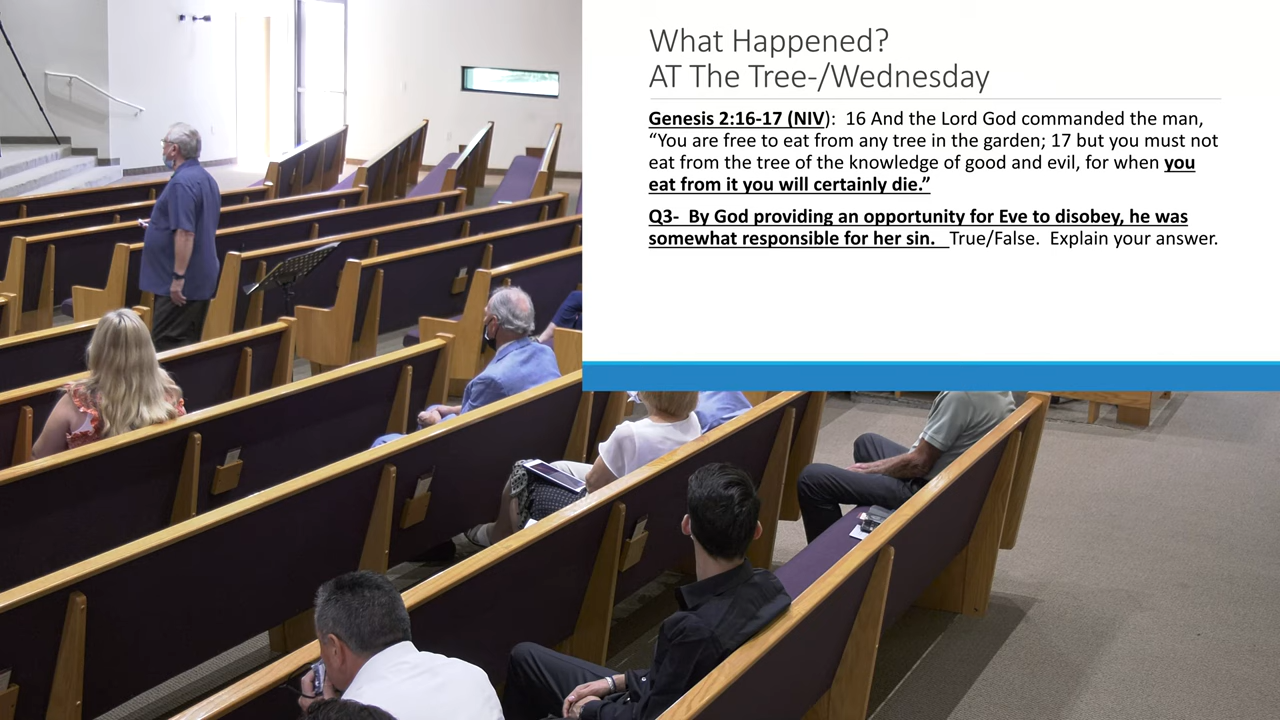 What Happened?
AT The Tree-/Wednesday
Genesis 2:16-17 (NIV):  16 And the Lord God commanded the man,
“You are free to eat from any tree in the garden; 17 but you must not
eat from the tree of the knowledge of good and evil, for when you
eat from it you will certainly die.”
Q3-  By God providing an opportunity for Eve to disobey, he was
somewhat responsible for her sin.   True/False.  Explain your answer.